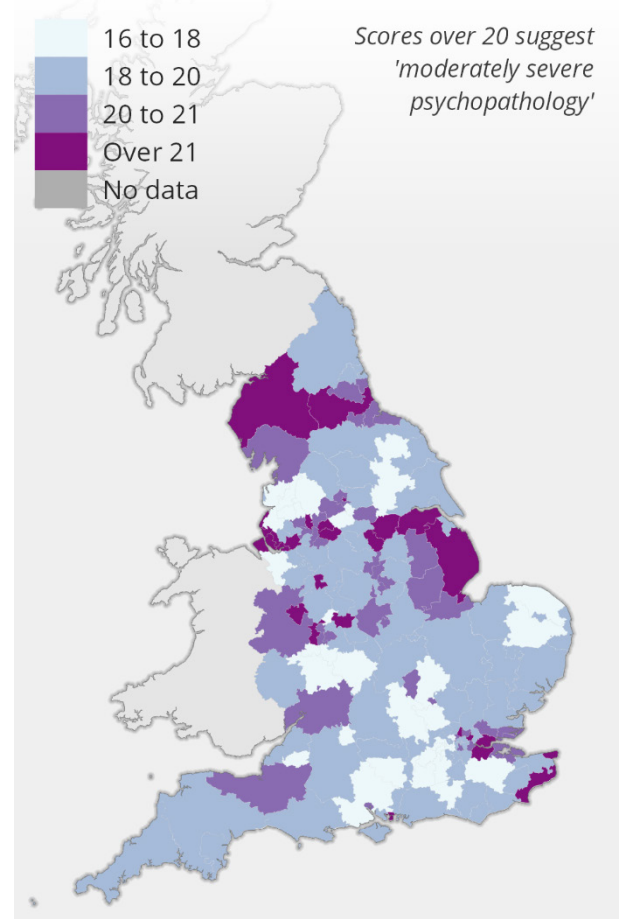 16 to 18
18 to 20
20 to 21
Over 21
No data
Scores over 20 suggest
'moderately severe
psychopathology'